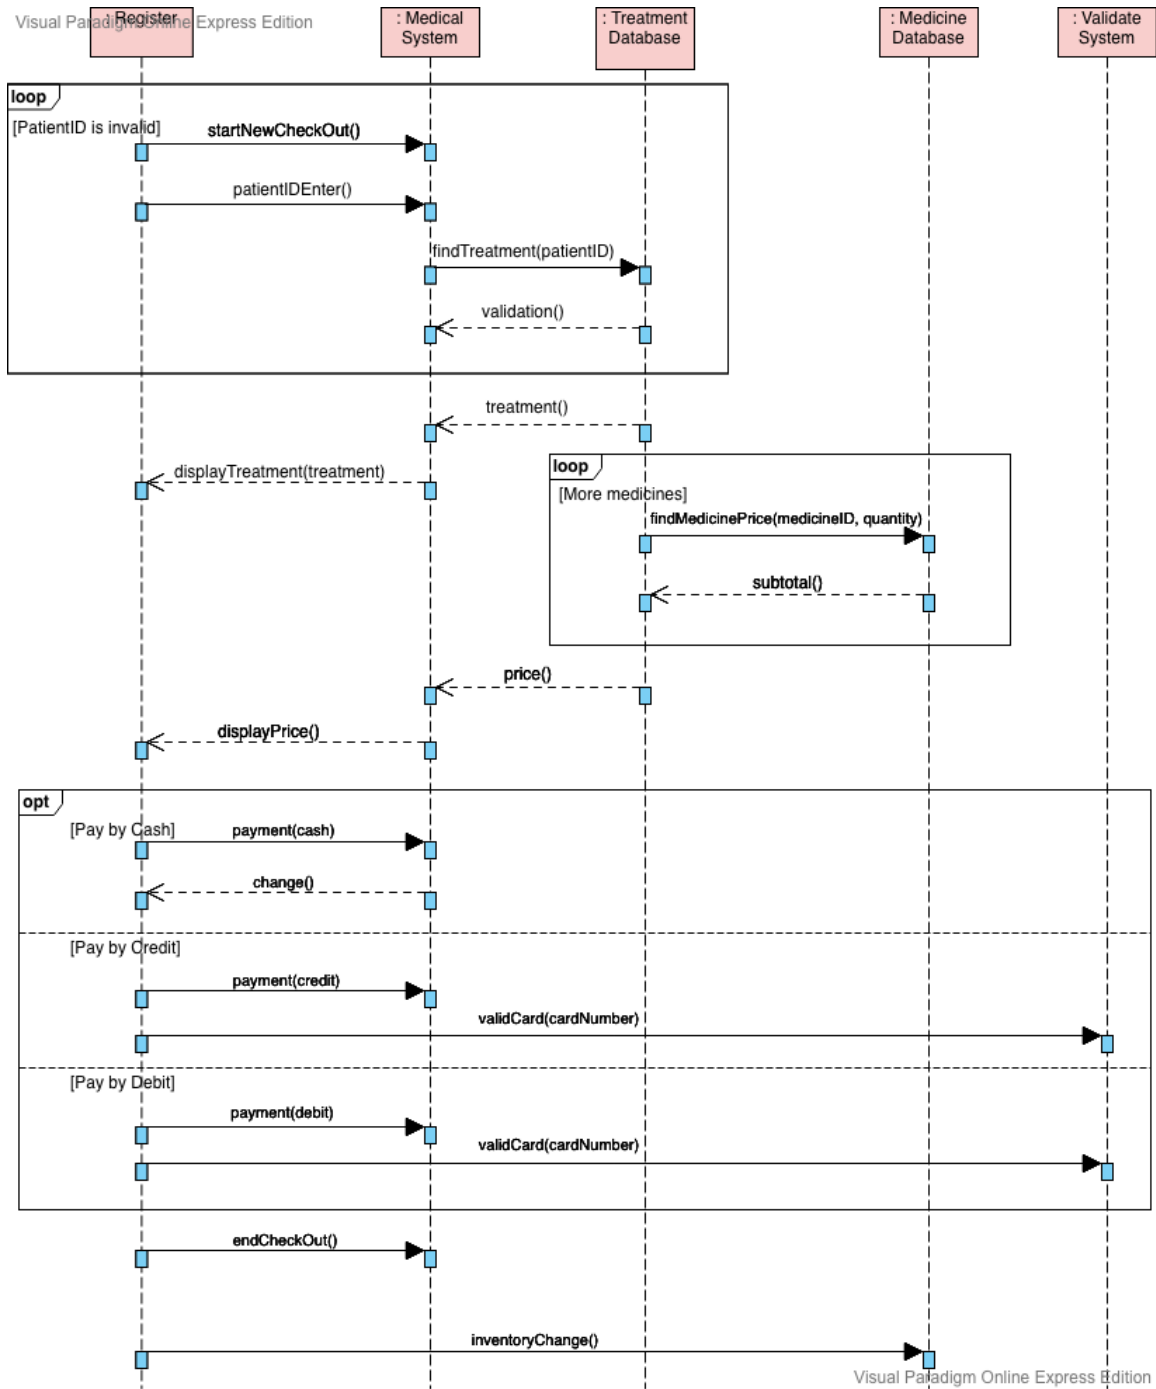 Visual Paradigm Online Express Edition
: Register
: Medical
System
: Treatment
Database
: Medicine
Database
: Validate
System
loop
[PatientID is invalid]
startNewCheckOut()
patientIDEnter()
findTreatment(patientID)
validation()
treatment()
displayTreatment(treatment)
loop
[More medicines]
findMedicinePrice(medicineID, quantity)
subtotal()
price()
displayPrice()
opt
[Pay by Cash]
payment(cash)
change()
[Pay by Credit]
payment(credit)
validCard(cardNumber)
[Pay by Debit]
payment(debit)
validCard(cardNumber)
endCheckOut()
inventoryChange()
Visual Paradigm Online Express Edition